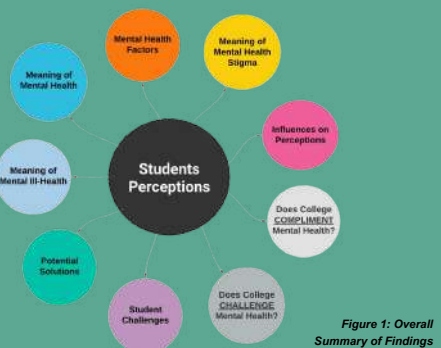 Mental Health
Factors
Meaning of
Mental Health
Stigma
Meaning of
Mental Health
Influences on
Perceptions
Students
Perceptions
Meaning of
Mental Ill-Health
Does College
COMPLIMENT
Mental Health?
Potential
Solutions
Student
Challenges
Does College
CHALLENGE
Mental Health?
Figure 1: Overall
Summary of Findings